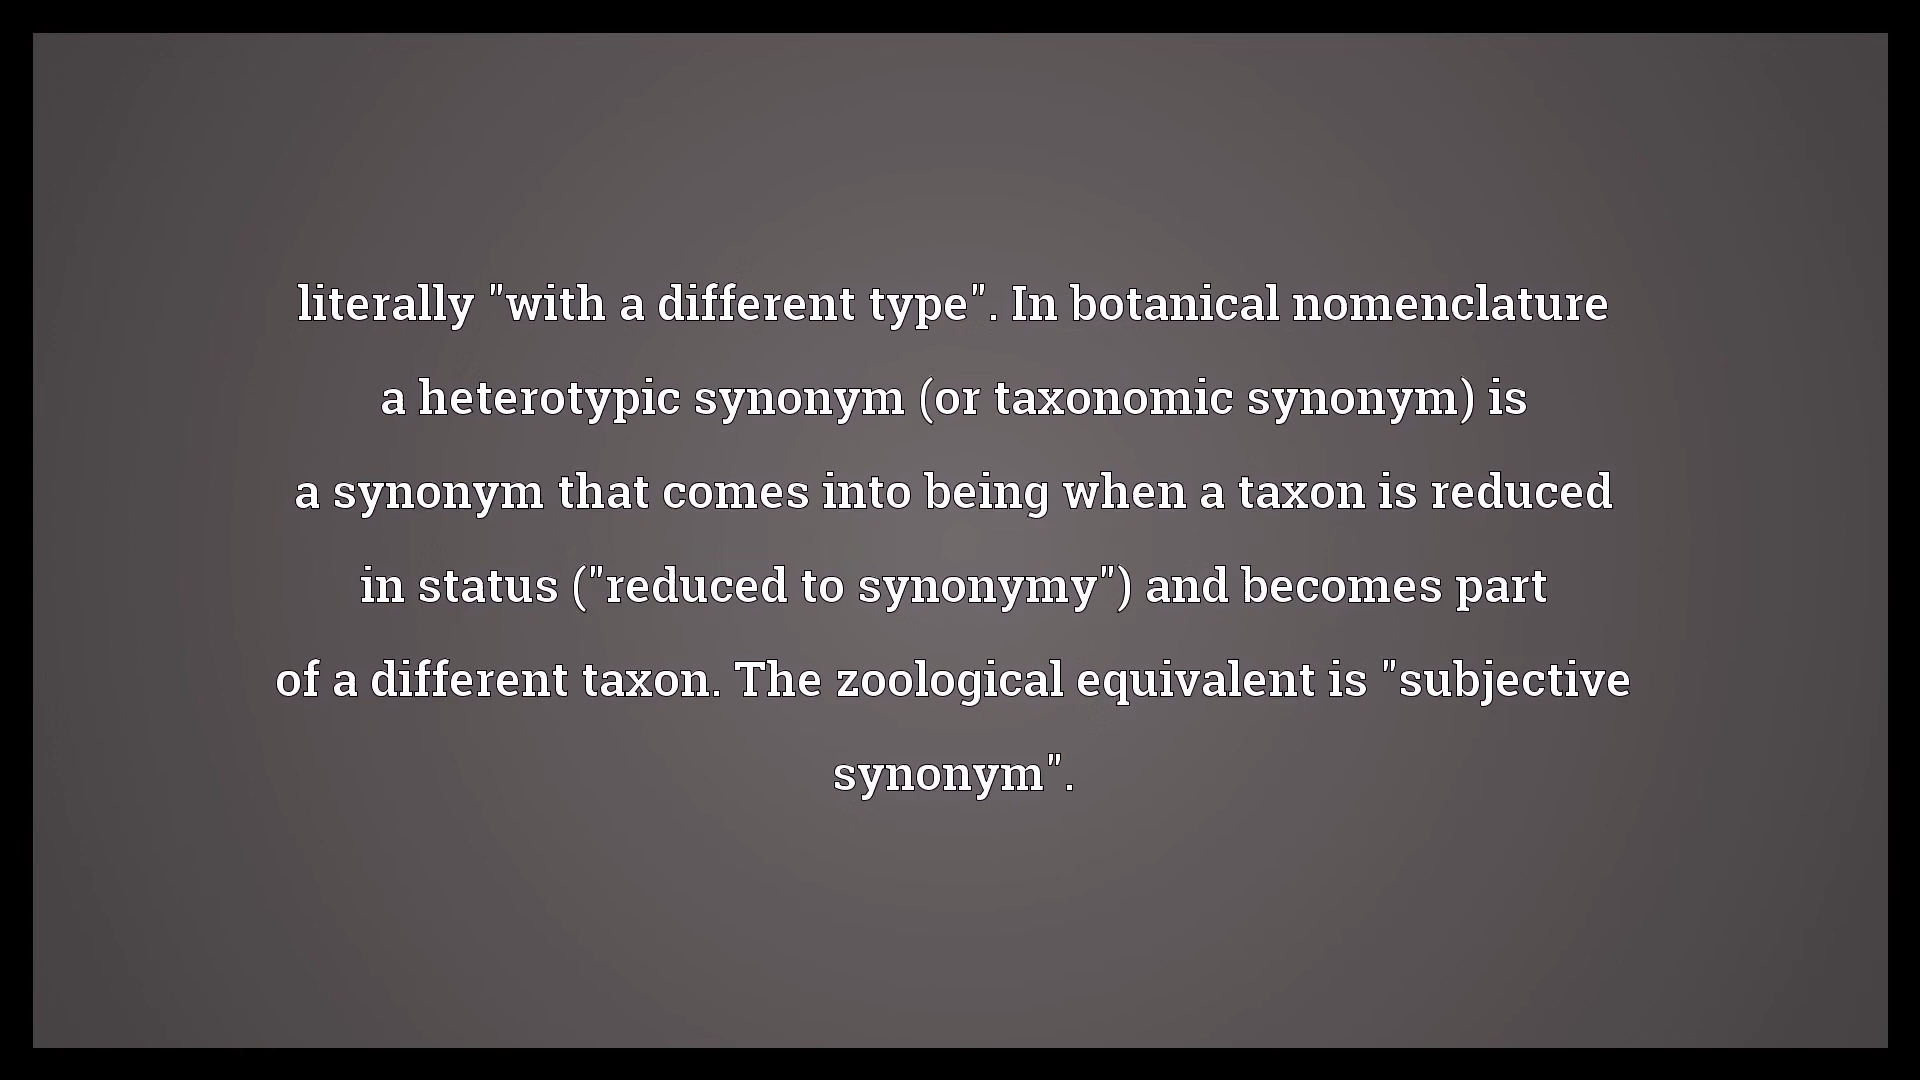 literally "with a different type". In botanical nomenclature
a heterotypic synonym (or taxonomic synonym) is
a synonym that comes into being when a taxon is reduced
in status ("reduced to synonymy") and becomes part
of a different taxon. The zoological equivalent is "subjective
synonym".